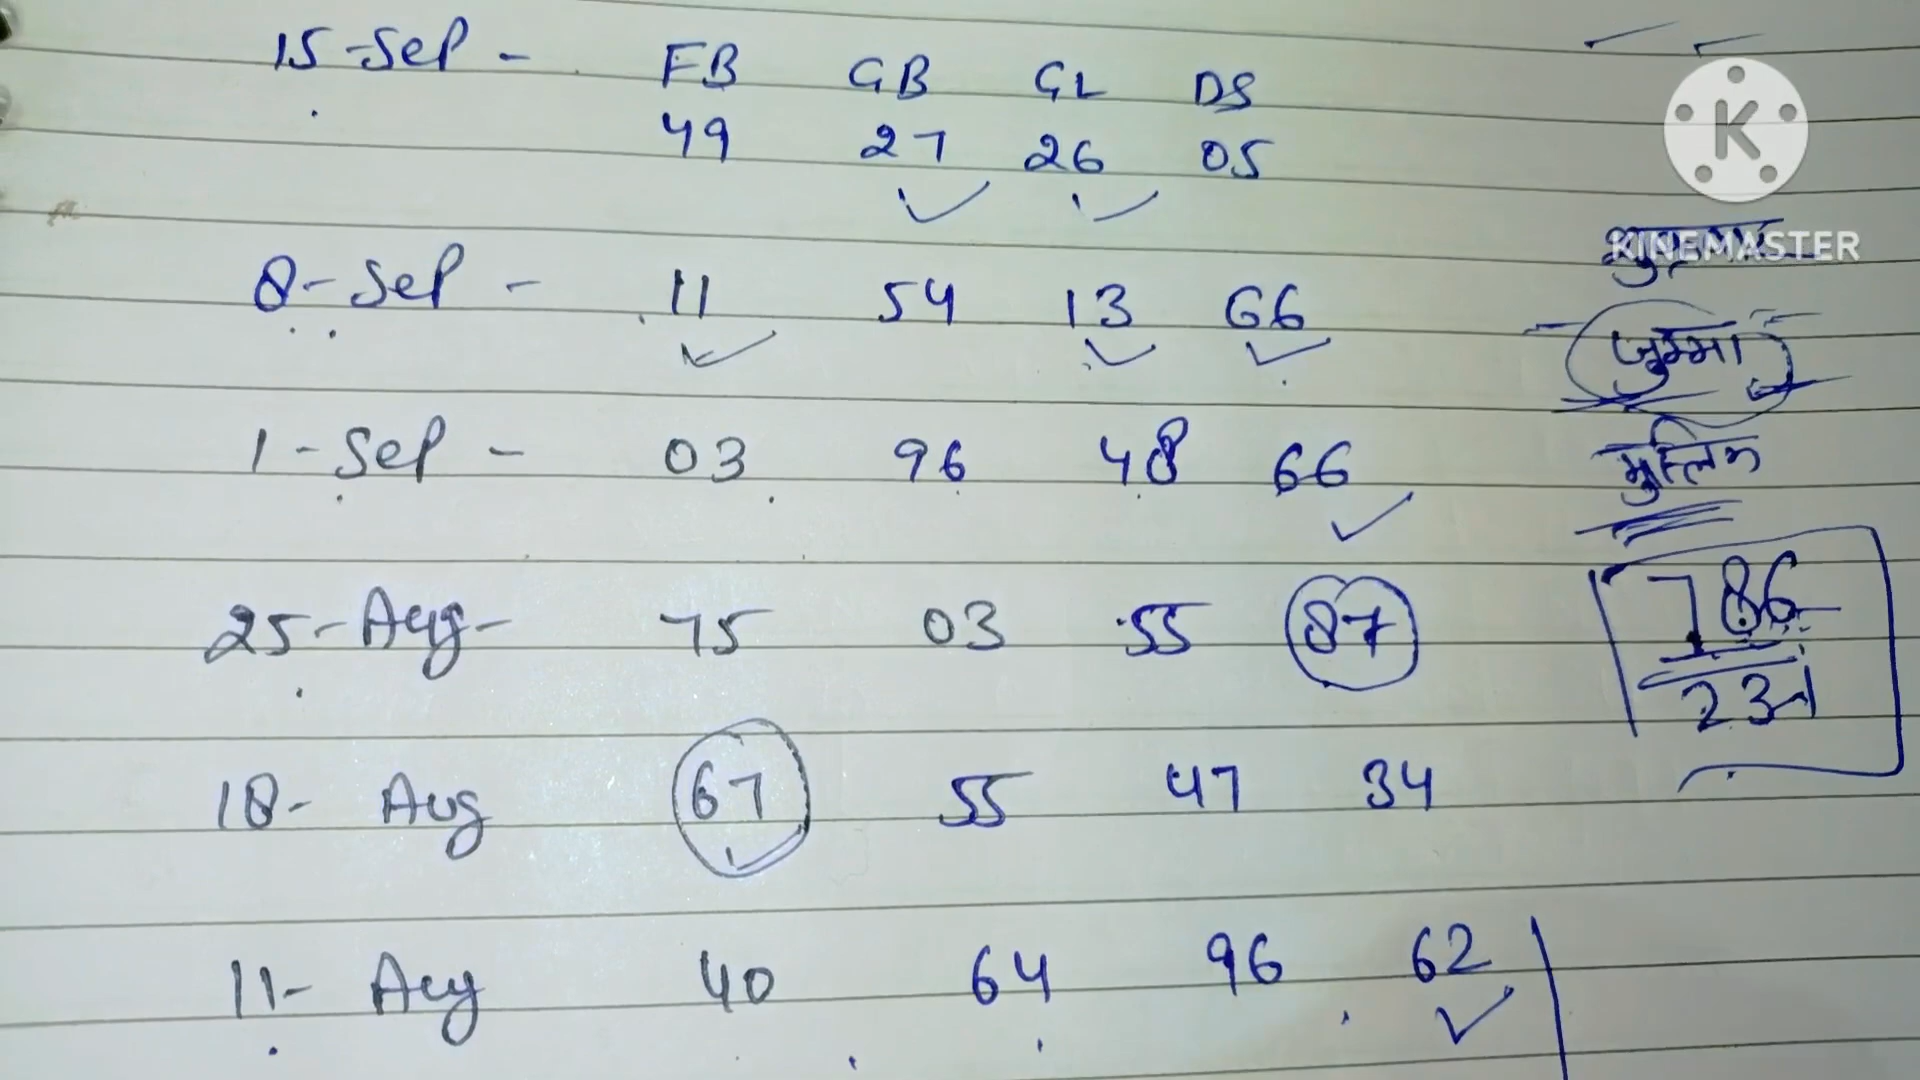 15-Sep - FB GB GL DS
49 27 26 05
8-Sep - 11 54 13 66
1-Sep - 03 96 48 66
25-Aug- 75 03 55 87
18- Aug 67 55 47 34
11- Aug 40 64 96 62
K
KINEMASTER
जुम्मा
मुस्लिम
786
231